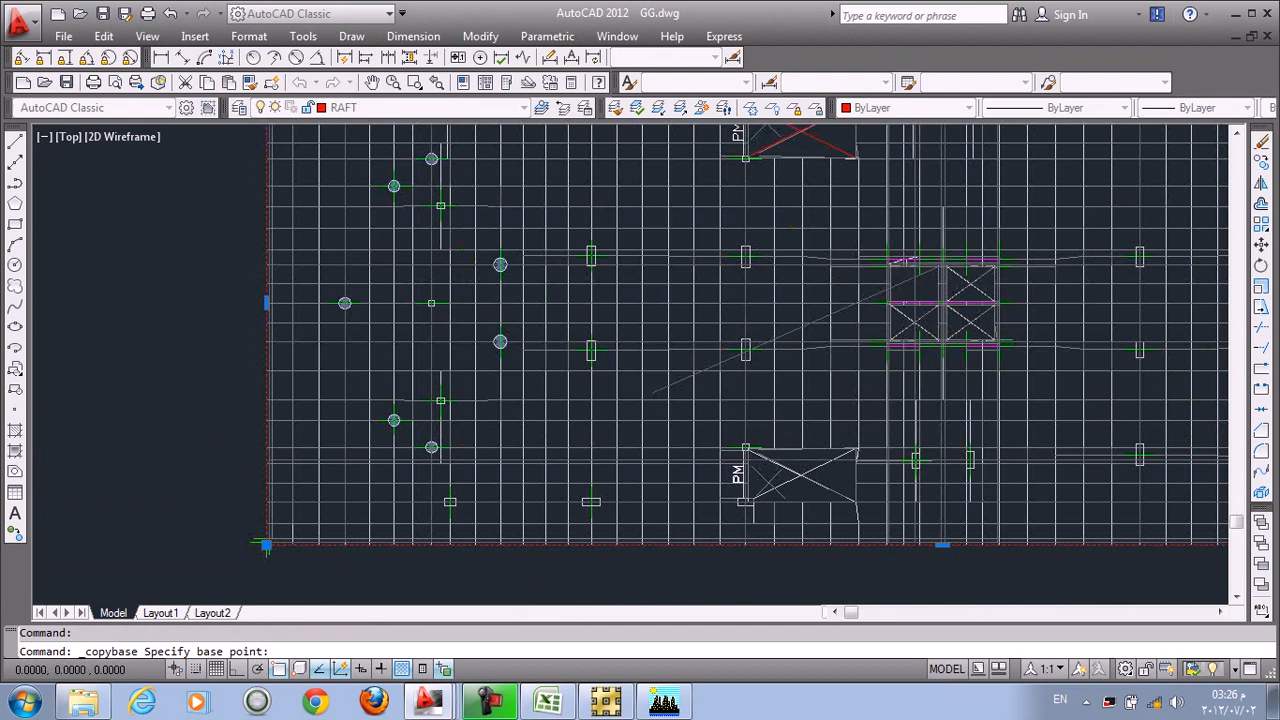 AutoCAD Classic
AutoCAD 2012 GG.dwg
Type a keyword or phrase
Sign In
File Edit View Insert Format Tools Draw Dimension Modify Parametric Window Help Express
AutoCAD Classic
RAFT
ByLayer
ByLayer
ByLayer
[−] [Top] [2D Wireframe]
PM
PM
Model Layout1 Layout2
Command:
Command: _copybase Specify base point:
0.0000, 0.0000, 0.0000
MODEL
1:1
EN
03:26 م
٢٠١٢/٠٧/٠٢